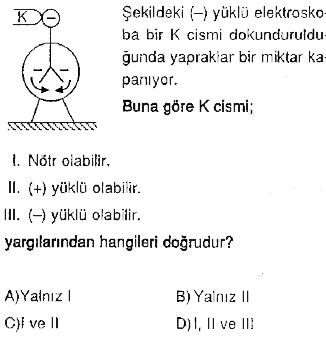 K
Şekildeki (–) yüklü elektrosko-
ba bir K cismi dokunduruldu-
ğunda yapraklar bir miktar ka-
panıyor.
Buna göre K cismi;
I. Nötr olabilir.
II. (+) yüklü olabilir.
III. (–) yüklü olabilir.
yargılarından hangileri doğrudur?
A)Yalnız I
B) Yalnız II
C)I ve II
D)I, II ve III